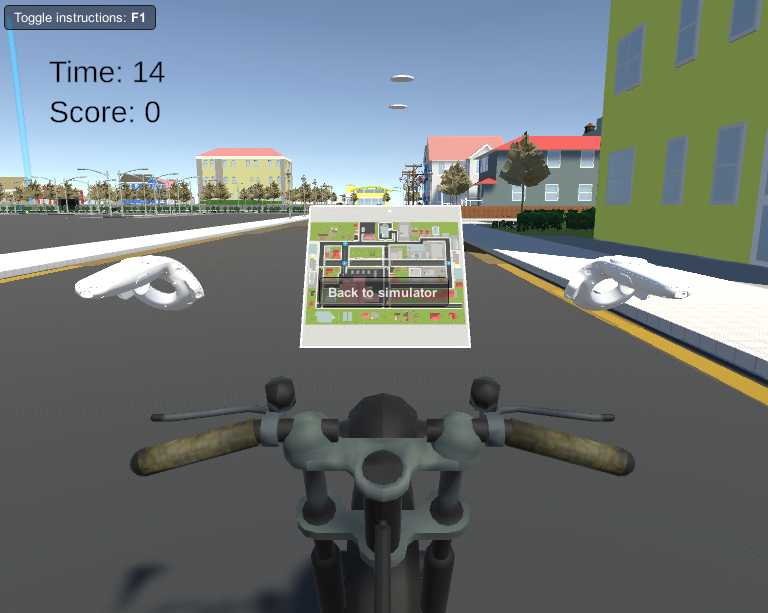 Toggle instructions: F1
Time: 14
Score: 0
Back to simulator